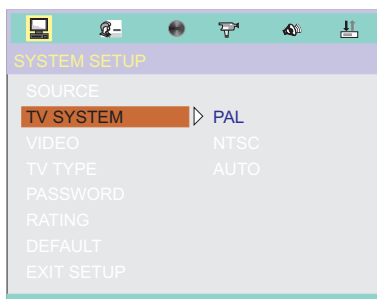 SYSTEM SETUP
SOURCE
TV SYSTEM PAL
VIDEO NTSC
TV TYPE AUTO
PASSWORD
RATING
DEFAULT
EXIT SETUP